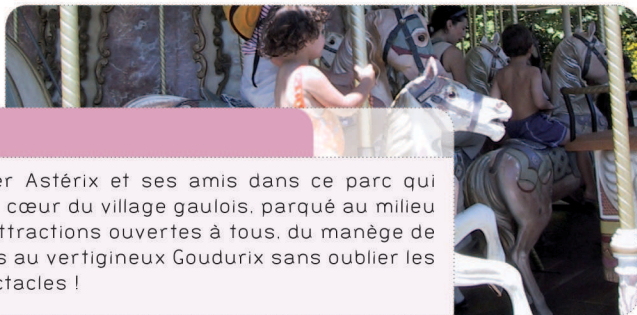 er Astérix et ses amis dans ce parc qui
cœur du village gaulois, parqué au milieu
ttractions ouvertes à tous, du manège de
s au vertigineux Goudurix sans oublier les
ctacles !